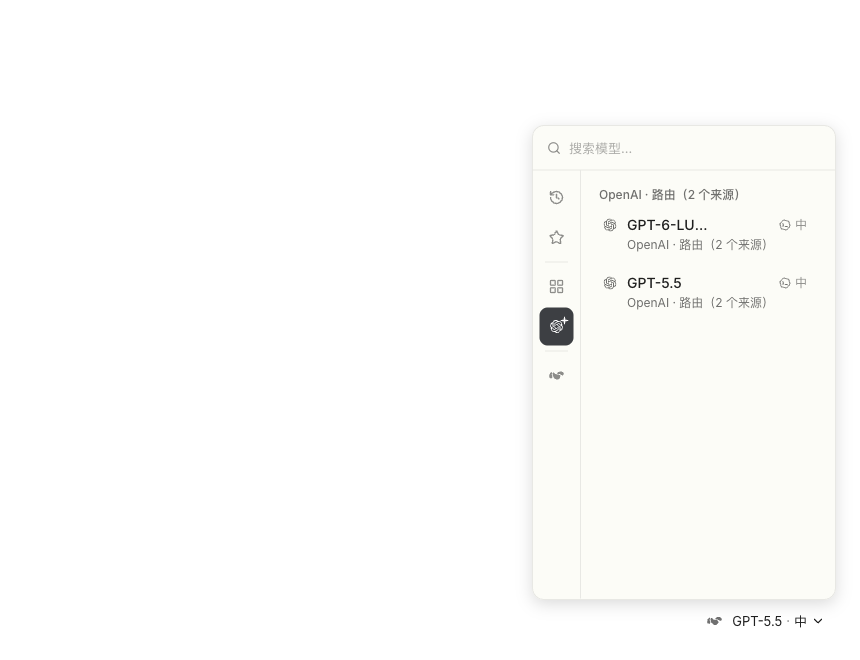 搜索模型...
OpenAI · 路由（2 个来源）
GPT-6-LU... 中
OpenAI · 路由（2 个来源）
GPT-5.5 中
OpenAI · 路由（2 个来源）
GPT-5.5 · 中